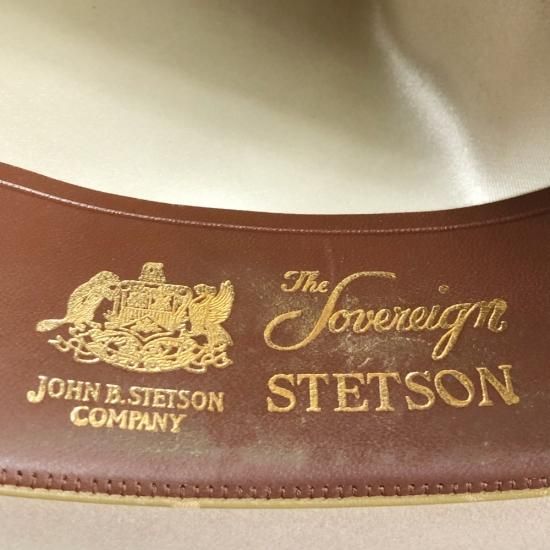 JOHN B. STETSON
COMPANY
The Sovereign
STETSON